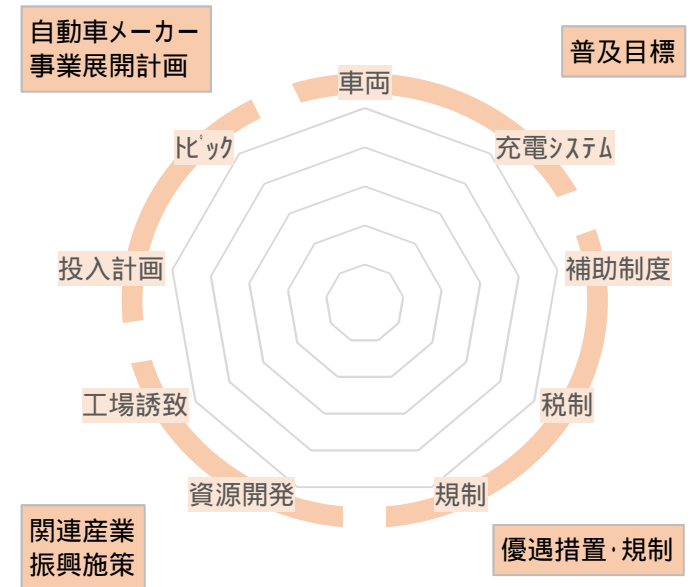 自動車メーカー
事業展開計画
普及目標
車両
トピック
充電システム
投入計画
補助制度
工場誘致
税制
資源開発
規制
関連産業
振興施策
優遇措置・規制